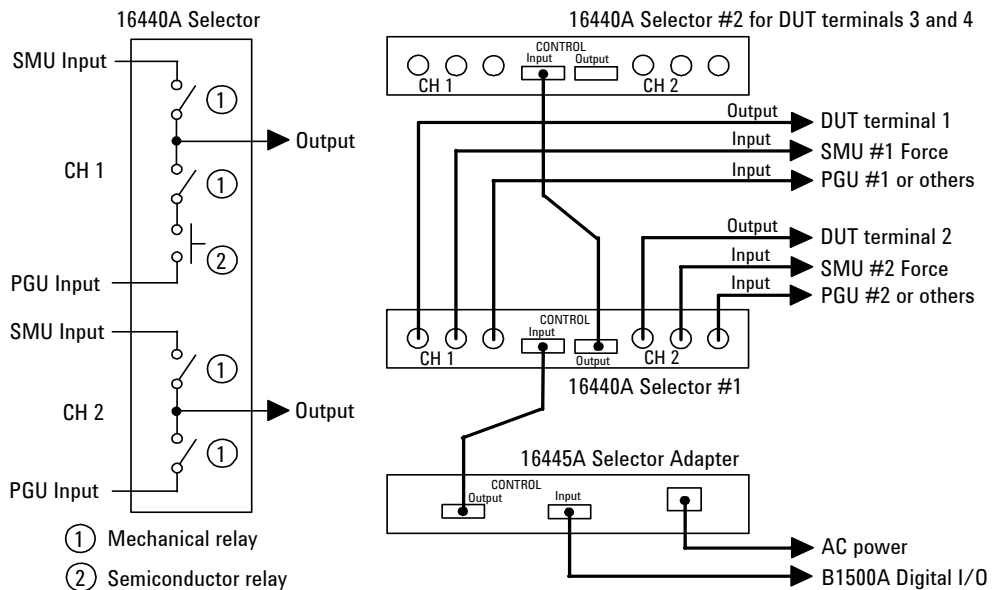 16440A Selector
SMU Input
1
Output
CH 1
1
2
PGU Input
SMU Input
1
CH 2
Output
1
PGU Input
1 Mechanical relay
2 Semiconductor relay
16440A Selector #2 for DUT terminals 3 and 4
CONTROL
Input Output
CH 1 CH 2
Output DUT terminal 1
Input SMU #1 Force
Input PGU #1 or others
Output DUT terminal 2
Input SMU #2 Force
Input PGU #2 or others
CONTROL
Input
CH 1 Output CH 2
16440A Selector #1
16445A Selector Adapter
CONTROL
Output Input
AC power
B1500A Digital I/O